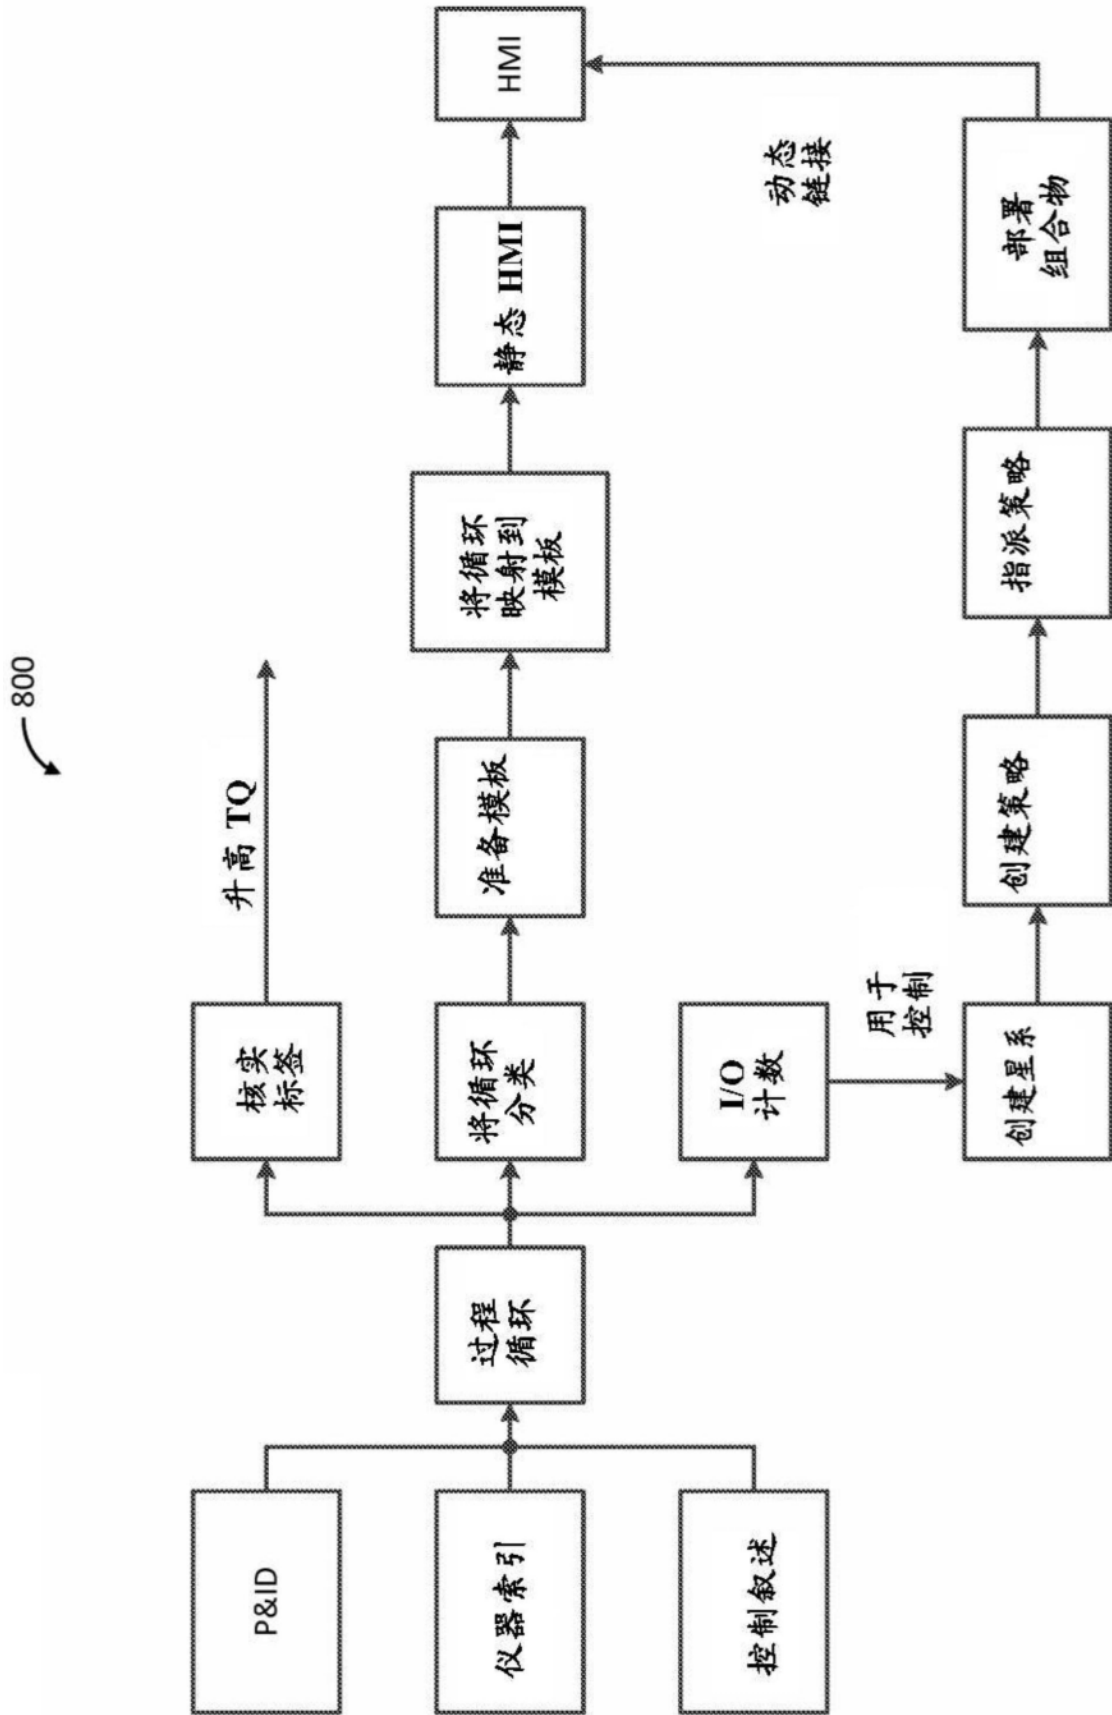 800
P&ID
仪器索引
控制叙述
过程
循环
核实
标签
升高 TQ
将循环
分类
准备模板
将循环
映射到
模板
静态 HMI
HMI
I/O
计数
用于
控制
创建星系
创建策略
指派策略
部署
组合物
动态
链接